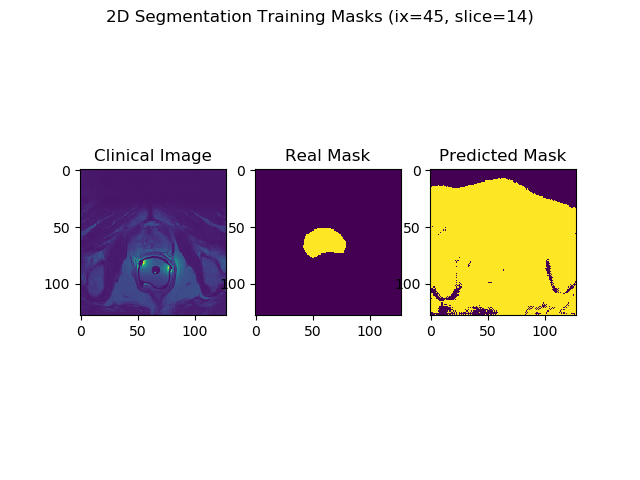 2D Segmentation Training Masks (ix=45, slice=14)
Clinical Image Real Mask Predicted Mask
0 0 0
50 50 50
100 100 100
0 50 100 0 50 100 0 50 100